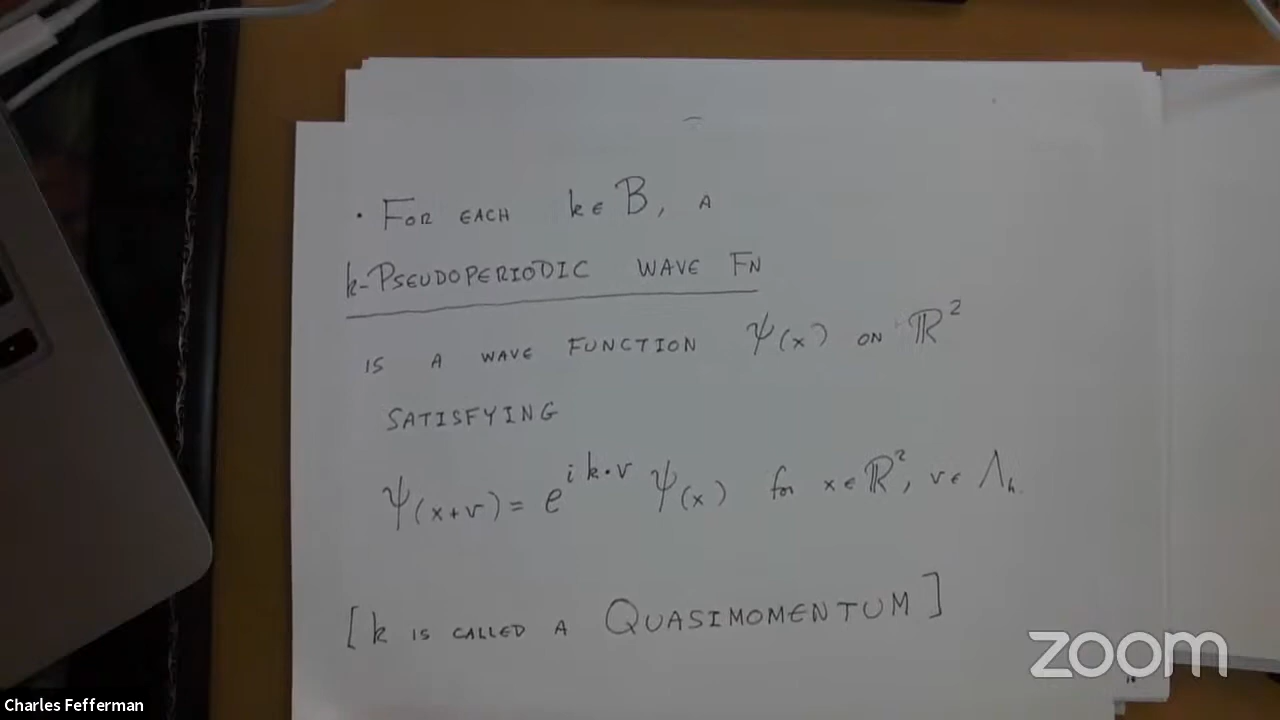 • FOR EACH k ∈ B, A
k-PSEUDOPERIODIC WAVE FN
IS A WAVE FUNCTION ψ(x) ON ℝ²
SATISFYING
ψ(x+v) = e^{i k·v} ψ(x) for x ∈ ℝ², v ∈ Λ_h
[k IS CALLED A QUASIMOMENTUM]
zoom
Charles Fefferman